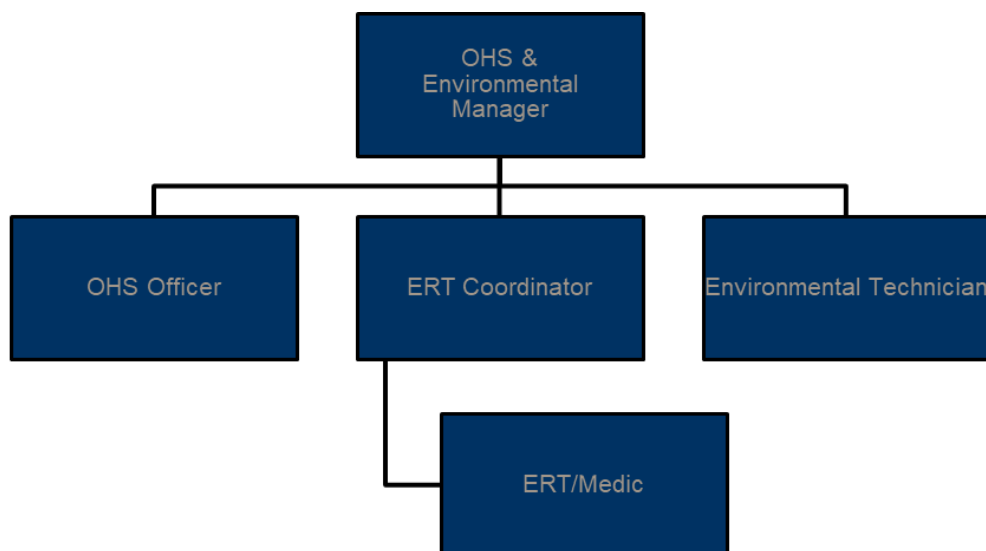 OHS &
Environmental
Manager
OHS Officer
ERT Coordinator
Environmental Technician
ERT/Medic